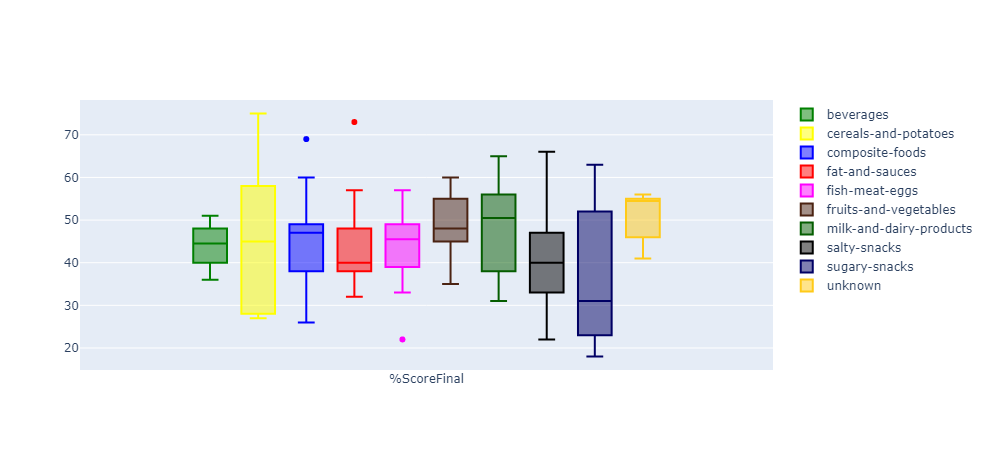 70
60
50
40
30
20
%ScoreFinal
beverages
cereals-and-potatoes
composite-foods
fat-and-sauces
fish-meat-eggs
fruits-and-vegetables
milk-and-dairy-products
salty-snacks
sugary-snacks
unknown